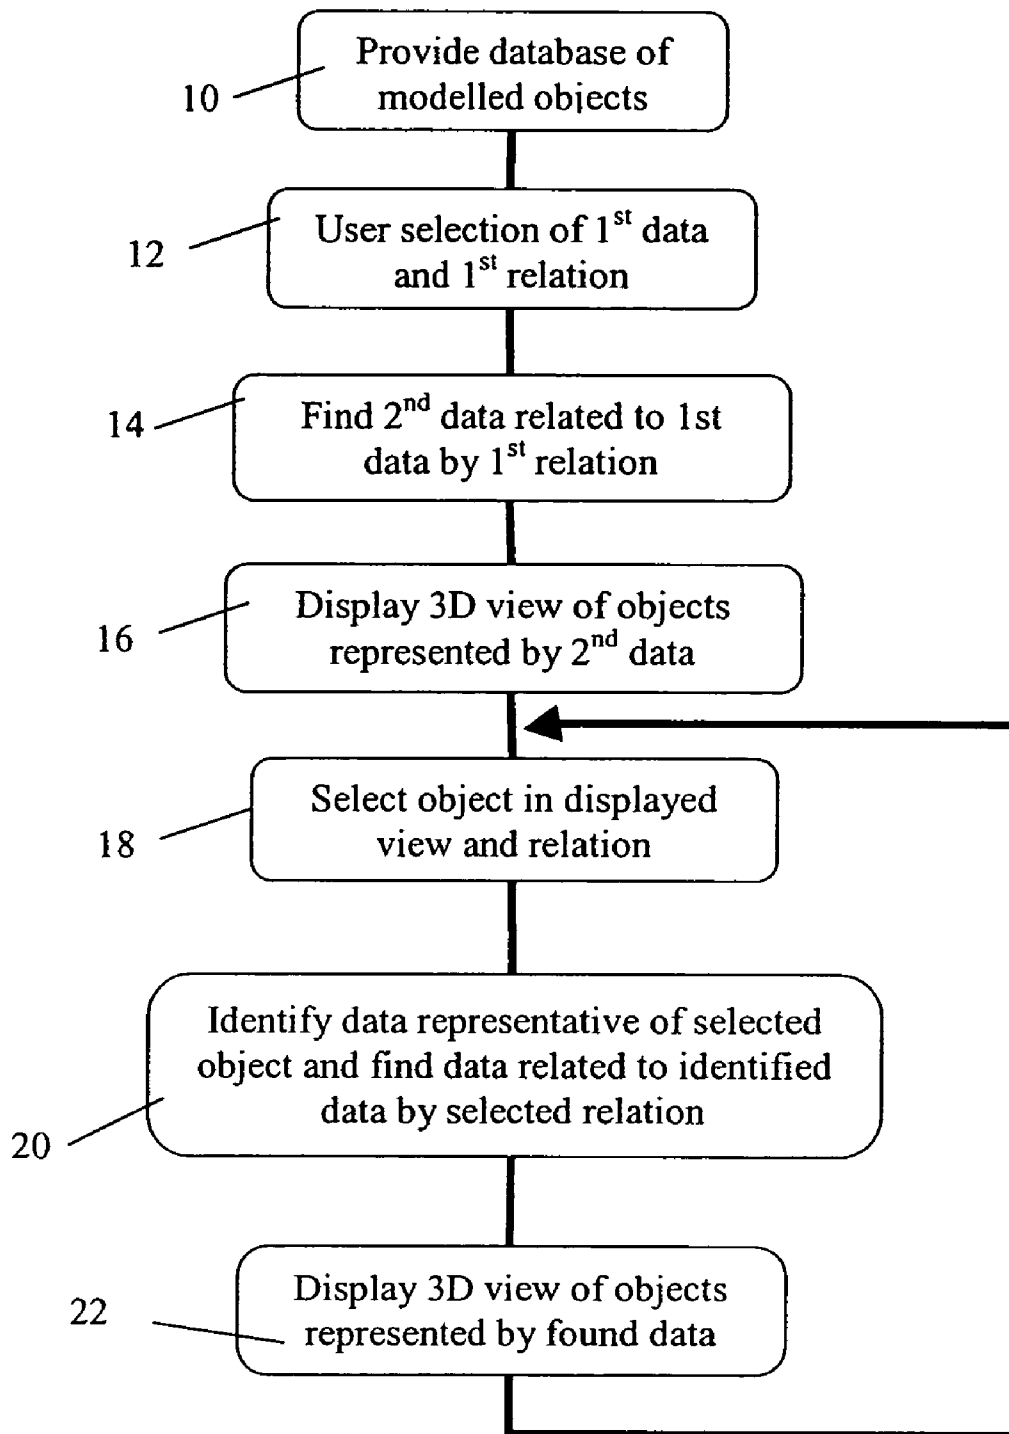 Provide database of
modelled objects
10
User selection of 1st data
and 1st relation
12
Find 2nd data related to 1st
data by 1st relation
14
Display 3D view of objects
represented by 2nd data
16
Select object in displayed
view and relation
18
Identify data representative of selected
object and find data related to identified
data by selected relation
20
Display 3D view of objects
represented by found data
22